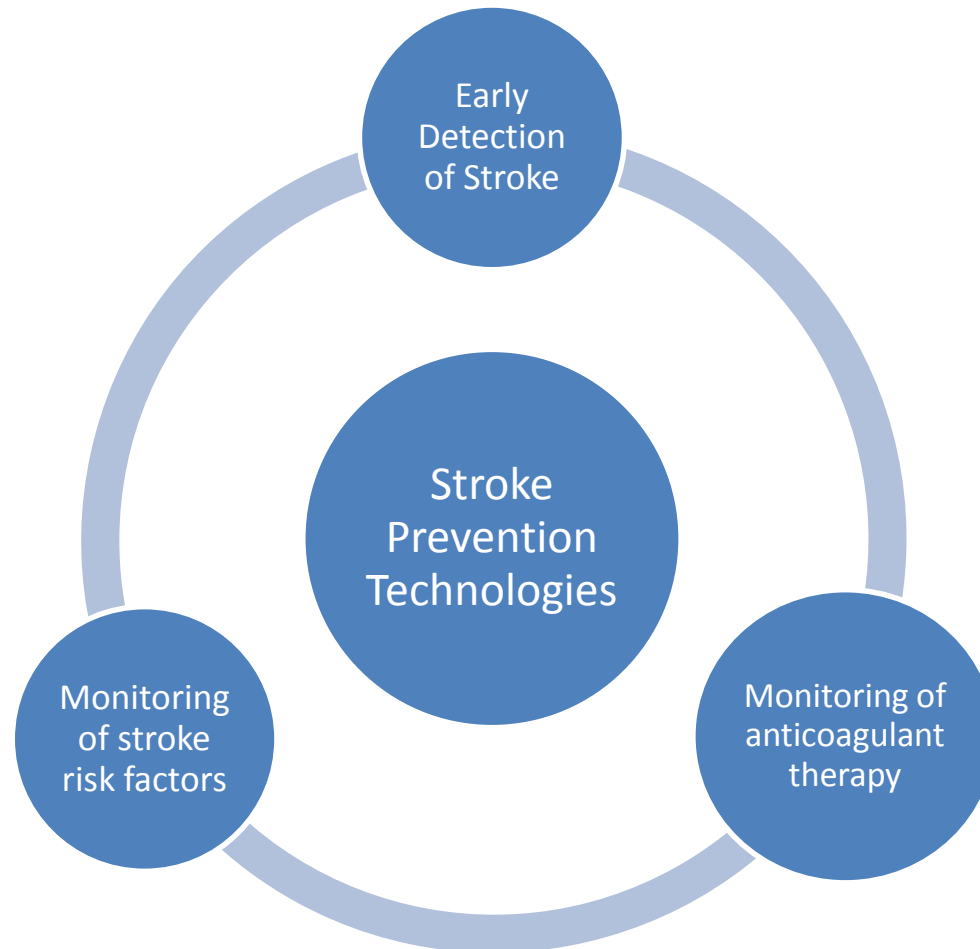 Early
Detection
of Stroke
Stroke
Prevention
Technologies
Monitoring
of stroke
risk factors
Monitoring of
anticoagulant
therapy